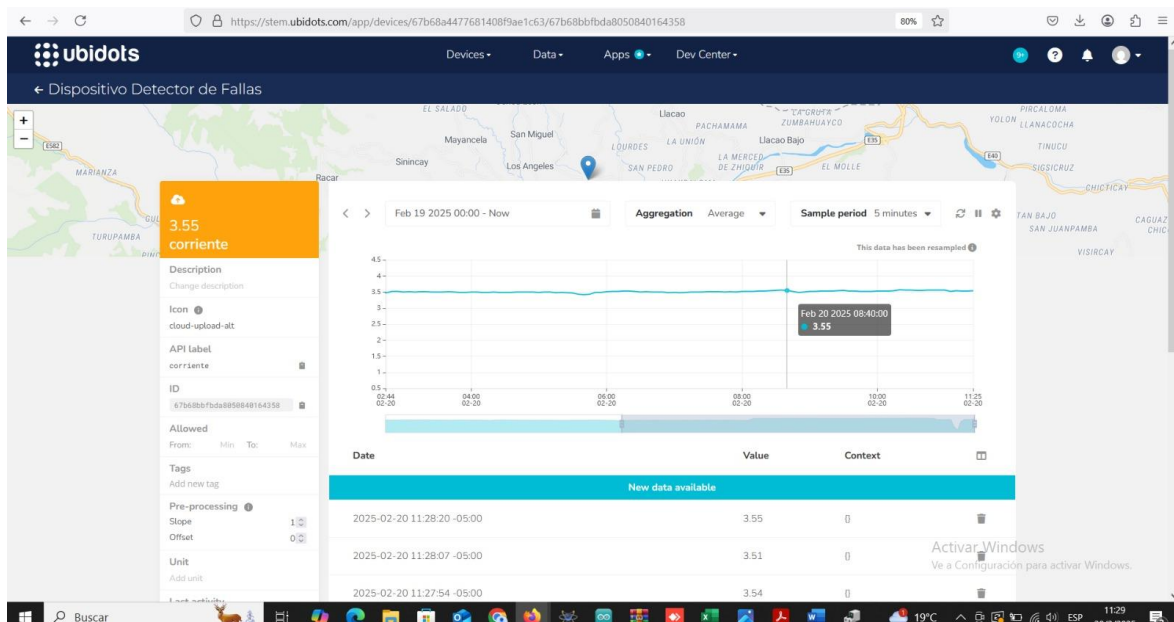 https://stem.ubidots.com/app/devices/67b68a4477681408f9ae1c63/67b68bbfbda8050840164358
80%
ubidots
Devices
Data
Apps
Dev Center
← Dispositivo Detector de Fallas
+
−
E582
MARIANZA
TURUPAMBA
EL SALADO
Mayancela
San Miguel
Sinincay
Los Angeles
Racar
Llacao
PACHAMAMA
LOURDES
LA UNIÓN
ZUMBAHUAYCO
Llacao Bajo
E35
LA MERCED
DE ZHIQUIR
SAN PEDRO
E35
EL MOLLE
E40
PIRCALOMA
YOLON
LLANACOCHA
TINUCU
SIGSICRUZ
CHICTICAY
TAN BAJO
SAN JUANPAMBA
CAGUAZ
CHIC
VISIRCAY
3.55
corriente
Description
Change description
Icon
cloud-upload-alt
API label
corriente
ID
67b68bbfbda8050840164358
Allowed
From: Min To: Max
Tags
Add new tag
Pre-processing
Slope 1
Offset 0
Unit
Add unit
Last activity
Feb 19 2025 00:00 - Now
Aggregation Average
Sample period 5 minutes
This data has been resampled
4.5
4
3.5
3
2.5
2
1.5
1
0.5
Feb 20 2025 08:40:00
3.55
02:44 04:00 06:00 08:00 10:00 11:25
02-20 02-20 02-20 02-20 02-20 02-20
Date Value Context
New data available
2025-02-20 11:28:20 -05:00 3.55 {}
2025-02-20 11:28:07 -05:00 3.51 {}
2025-02-20 11:27:54 -05:00 3.54 {}
Activar Windows
Ve a Configuración para activar Windows.
Buscar
19°C
ESP
11:29